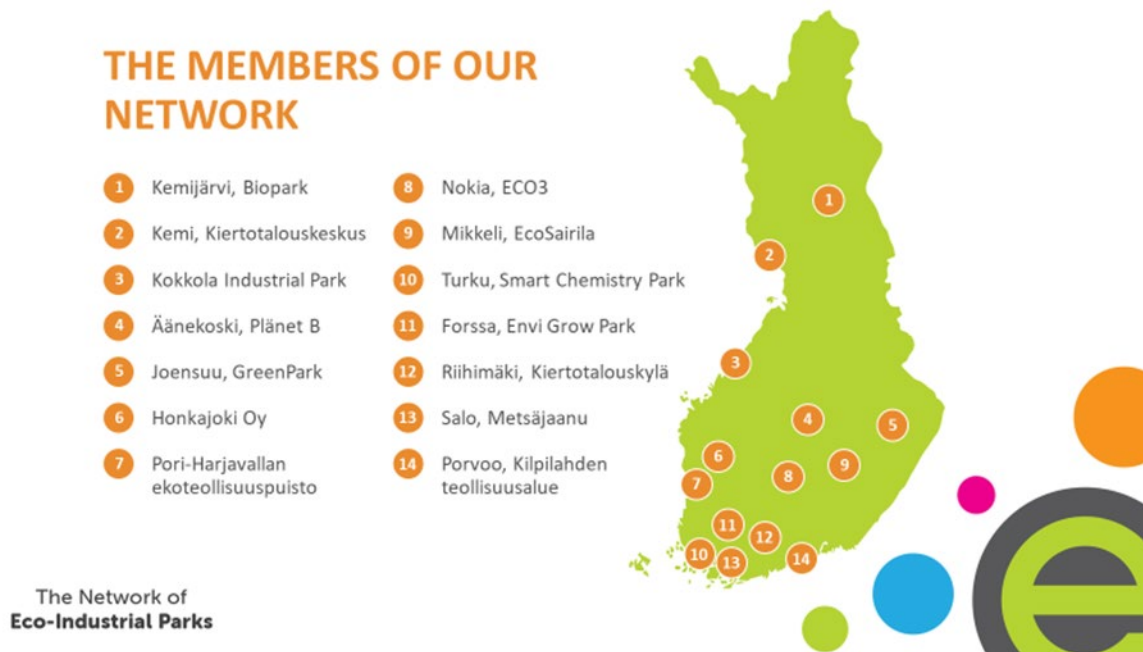 THE MEMBERS OF OUR
NETWORK
1 Kemijärvi, Biopark
2 Kemi, Kiertotalouskeskus
3 Kokkola Industrial Park
4 Äänekoski, Plänet B
5 Joensuu, GreenPark
6 Honkajoki Oy
7 Pori-Harjavallan
ekoteollisuuspuisto
8 Nokia, ECO3
9 Mikkeli, EcoSairila
10 Turku, Smart Chemistry Park
11 Forssa, Envi Grow Park
12 Riihimäki, Kiertotalouskylä
13 Salo, Metsäjaanu
14 Porvoo, Kilpilahden
teollisuusalue
1
2
3
4
5
6
9
8
7
11
12
10
13
14
The Network of
Eco-Industrial Parks
e